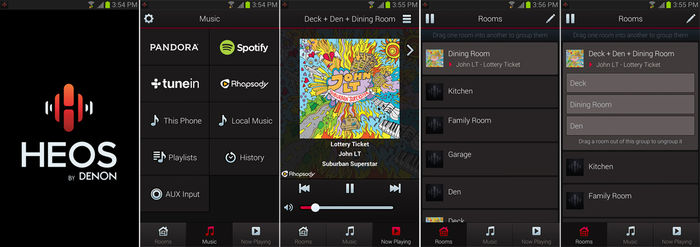 3:54 PM
HEOS
BY DENON
3:54 PM
Music
PANDORA
Spotify
tunein
Rhapsody
This Phone
Local Music
Playlists
History
AUX Input
Rooms
Music
Now Playing
3:55 PM
Deck + Den + Dining Room
JOHN LT
Lottery Ticket
John LT
Suburban Superstar
Rhapsody
Rooms
Music
Now Playing
3:56 PM
Rooms
Drag one room into another to group them
Dining Room
John LT - Lottery Ticket
Kitchen
Family Room
Garage
Den
Deck
Rooms
Music
Now Playing
3:55 PM
Rooms
Drag one room into another to group them
Deck + Den + Dining Room
John LT - Lottery Ticket
Deck
Dining Room
Den
Drag a room out of this group to ungroup it
Kitchen
Family Room
Rooms
Music
Now Playing